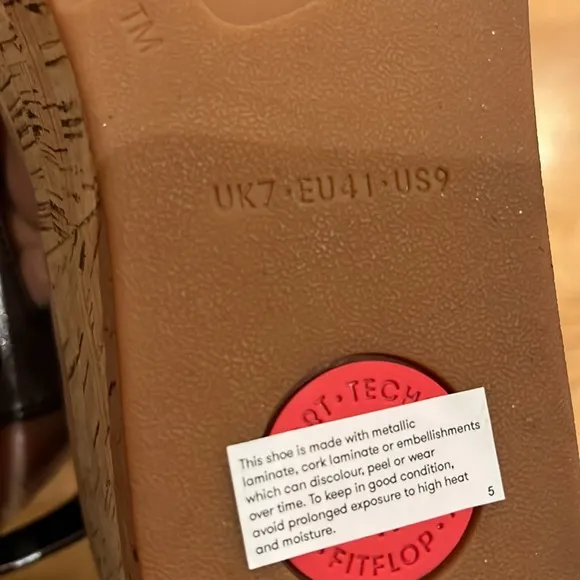 TM
UK7·EU41·US9
·TECH
This shoe is made with metallic
laminate, cork laminate or embellishments
which can discolour, peel or wear
over time. To keep in good condition,
avoid prolonged exposure to high heat
and moisture.
5
FITFLOP·